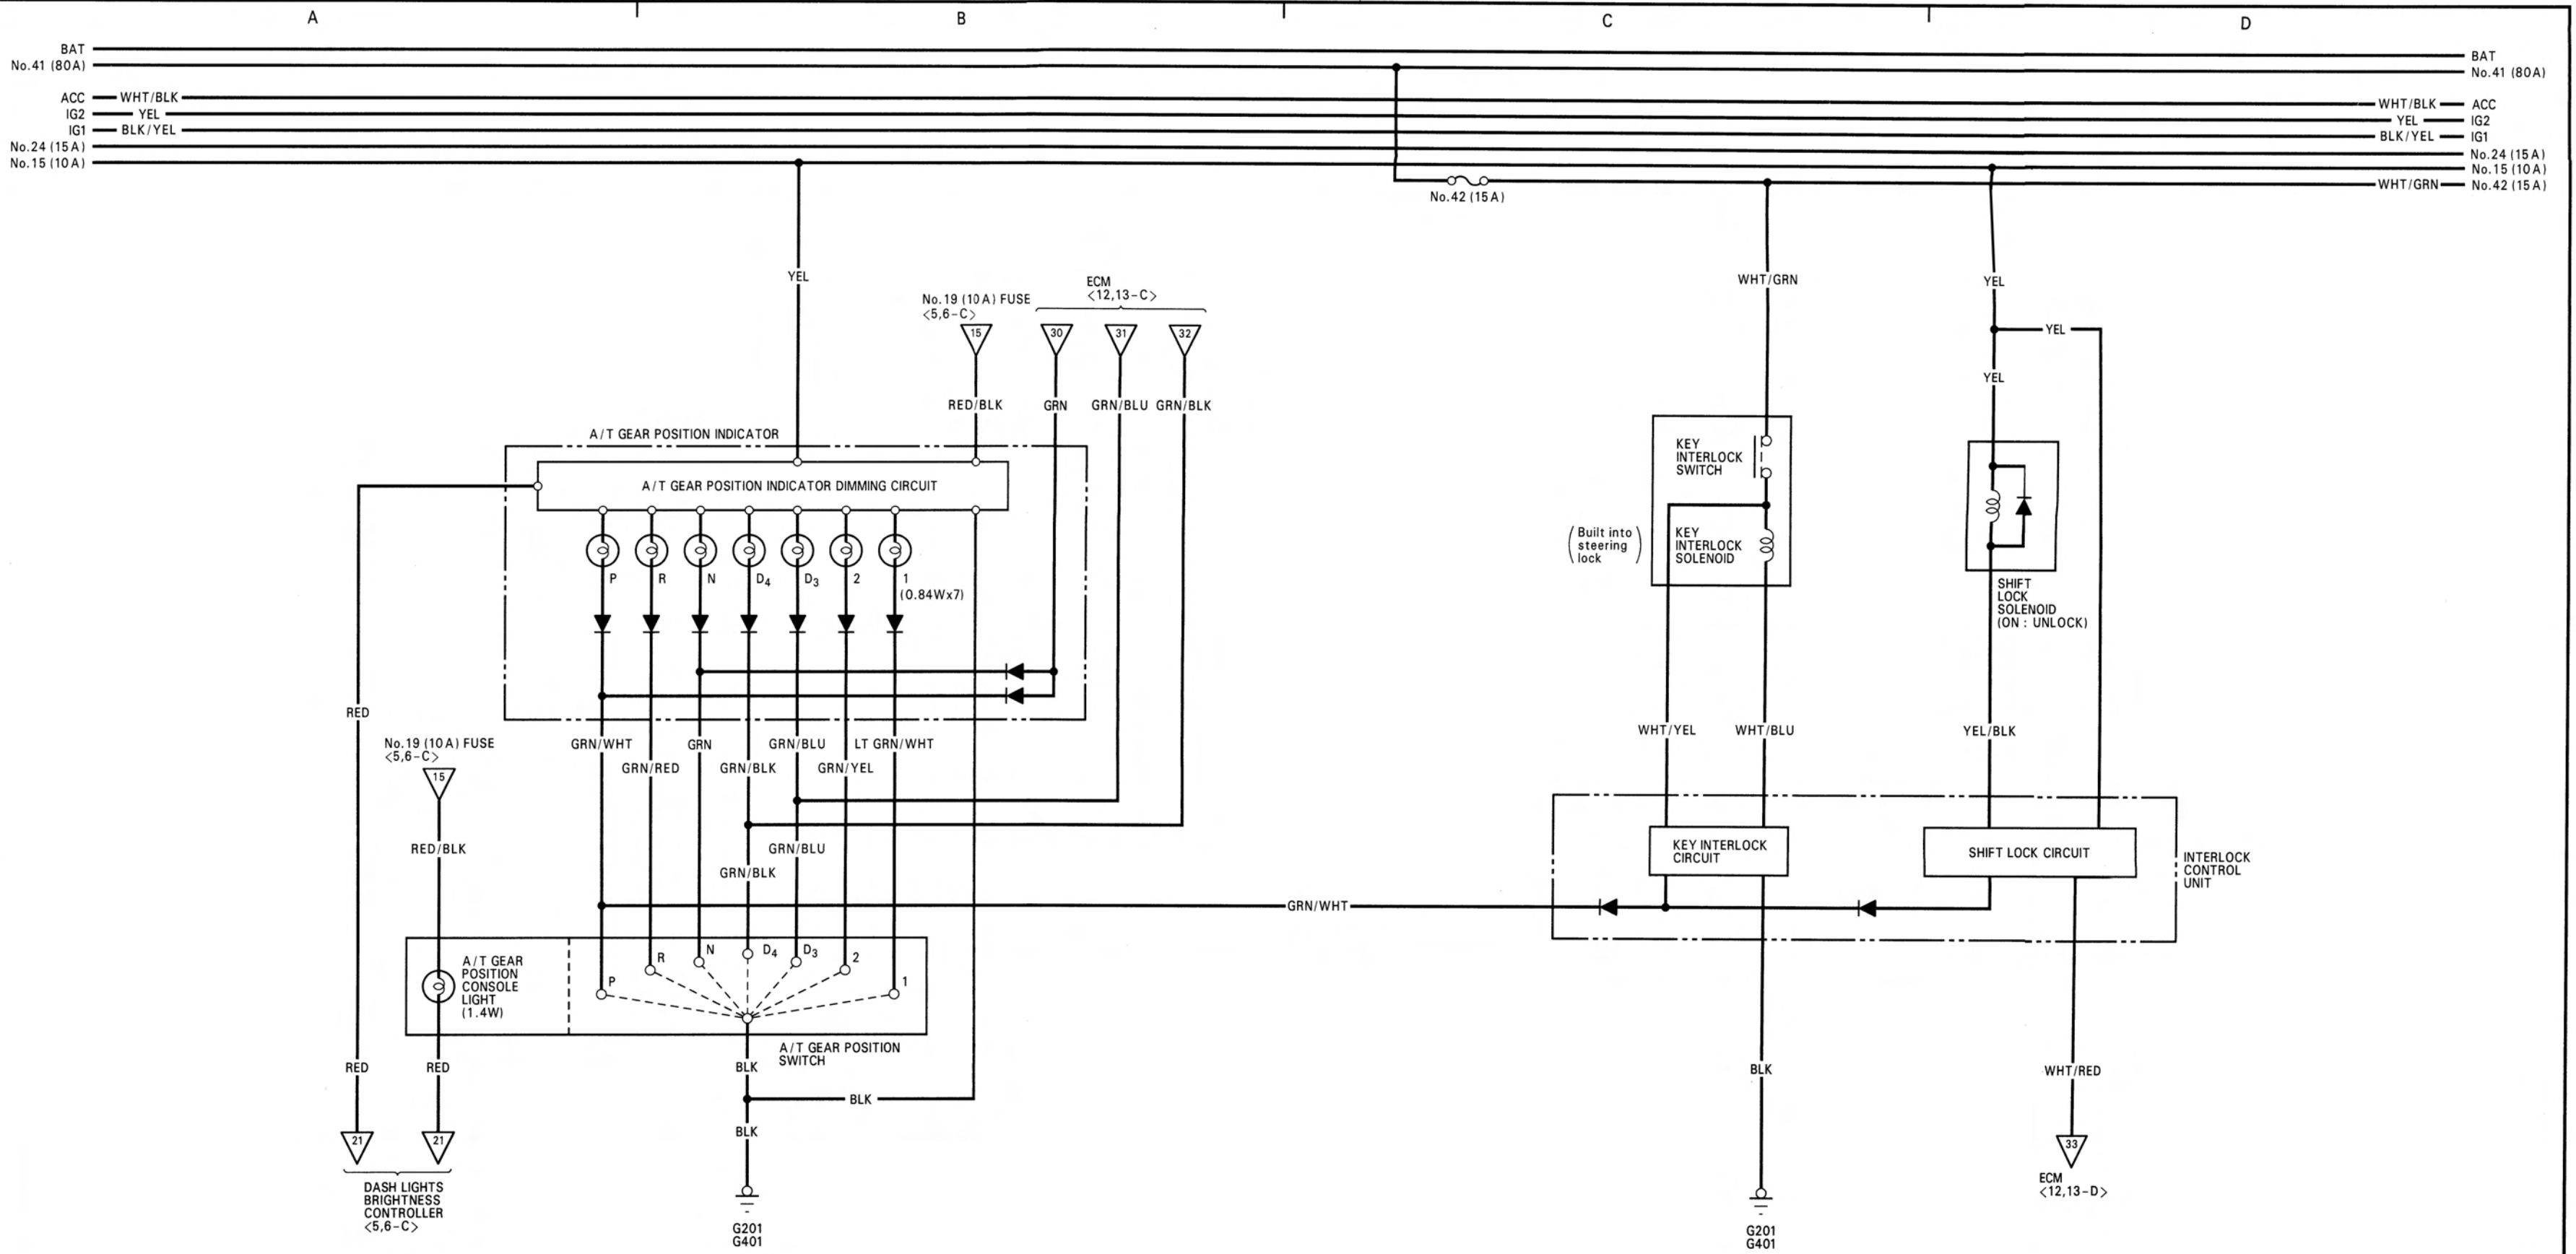 A
B
C
D
BAT
No.41 (80A)
ACC WHT/BLK
IG2 YEL
IG1 BLK/YEL
No.24 (15A)
No.15 (10A)
BAT
No.41 (80A)
WHT/BLK ACC
YEL IG2
BLK/YEL IG1
No.24 (15A)
No.15 (10A)
WHT/GRN No.42 (15A)
No.42 (15A)
YEL
No.19 (10A) FUSE
<5,6-C>
15
ECM
<12,13-C>
30
31
32
RED/BLK
GRN
GRN/BLU
GRN/BLK
A/T GEAR POSITION INDICATOR
A/T GEAR POSITION INDICATOR DIMMING CIRCUIT
P
R
N
D4
D3
2
1
(0.84Wx7)
RED
GRN/WHT
GRN
GRN/BLU
LT GRN/WHT
GRN/RED
GRN/BLK
GRN/YEL
No.19 (10A) FUSE
<5,6-C>
15
RED/BLK
GRN/BLU
GRN/BLK
GRN/WHT
A/T GEAR
POSITION
CONSOLE
LIGHT
(1.4W)
P
R
N
D4
D3
2
1
A/T GEAR POSITION
SWITCH
RED
RED
BLK
BLK
BLK
21
21
DASH LIGHTS
BRIGHTNESS
CONTROLLER
<5,6-C>
G201
G401
WHT/GRN
KEY
INTERLOCK
SWITCH
(Built into
steering
lock)
KEY
INTERLOCK
SOLENOID
WHT/YEL
WHT/BLU
KEY INTERLOCK
CIRCUIT
BLK
G201
G401
YEL
YEL
YEL
SHIFT
LOCK
SOLENOID
(ON : UNLOCK)
YEL/BLK
SHIFT LOCK CIRCUIT
INTERLOCK
CONTROL
UNIT
WHT/RED
33
ECM
<12,13-D>